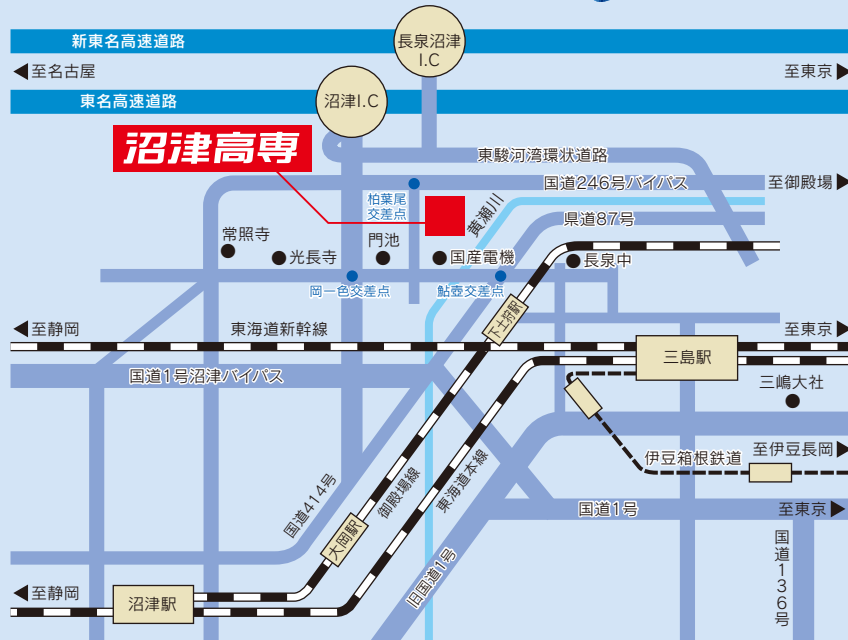 新東名高速道路
長泉沼津
I.C
至名古屋
至東京
東名高速道路
沼津I.C
沼津高専
東駿河湾環状道路
国道246号バイパス
至御殿場
柏葉尾
交差点
黄瀬川
県道87号
常照寺
門池
光長寺
国産電機
長泉中
岡一色交差点
鮎壺交差点
下土狩駅
至静岡
東海道新幹線
至東京
三島駅
国道1号沼津バイパス
三嶋大社
至伊豆長岡
伊豆箱根鉄道
国道414号
御殿場線
東海道本線
国道1号
至東京
大岡駅
国道136号
旧国道1号
至静岡
沼津駅